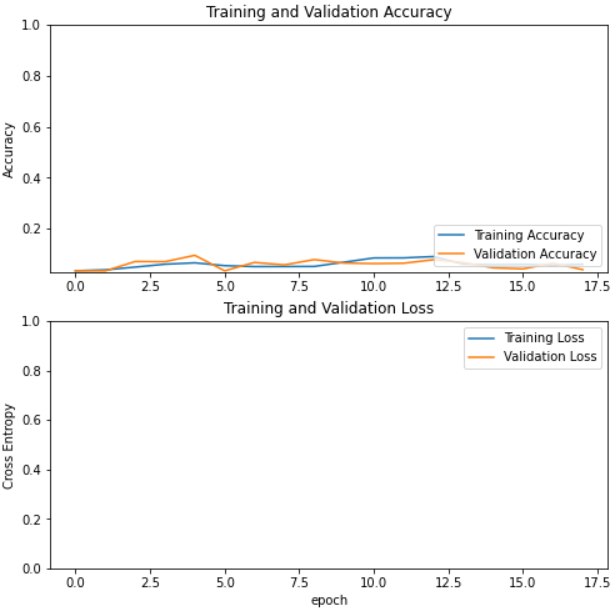 Training and Validation Accuracy
1.0
0.8
0.6
0.4
0.2
Accuracy
Training Accuracy
Validation Accuracy
0.0 2.5 5.0 7.5 10.0 12.5 15.0 17.5
Training and Validation Loss
1.0
0.8
0.6
0.4
0.2
0.0
Cross Entropy
Training Loss
Validation Loss
0.0 2.5 5.0 7.5 10.0 12.5 15.0 17.5
epoch